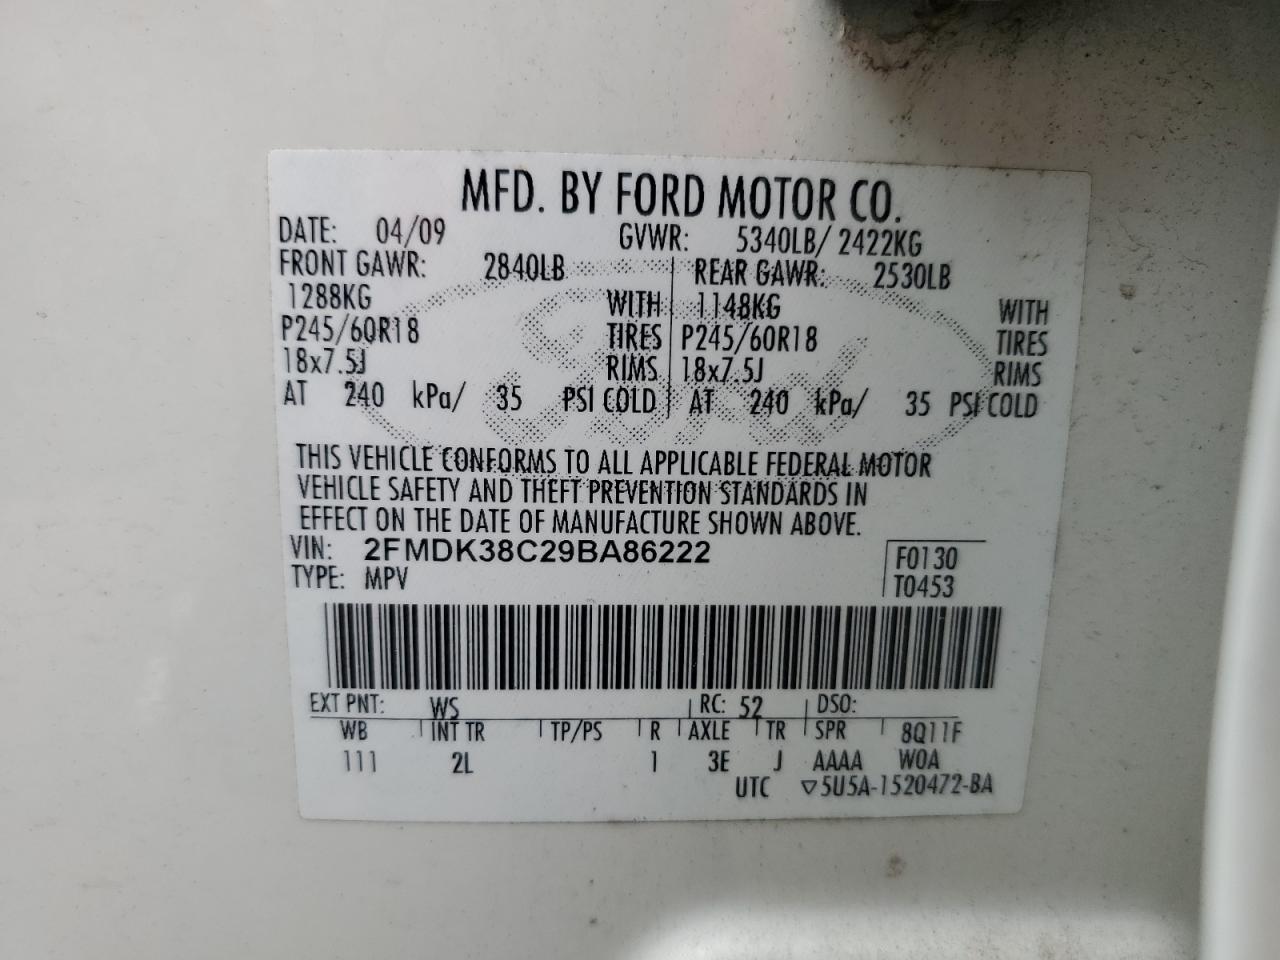 MFD. BY FORD MOTOR CO.
DATE: 04/09 GVWR: 5340LB/ 2422KG
FRONT GAWR: 2840LB REAR GAWR: 2530LB
1288KG WITH 1148KG WITH
P245/60R18 TIRES P245/60R18 TIRES
18x7.5J RIMS 18x7.5J RIMS
AT 240 kPa/ 35 PSI COLD AT 240 kPa/ 35 PSI COLD
Ford
THIS VEHICLE CONFORMS TO ALL APPLICABLE FEDERAL MOTOR
VEHICLE SAFETY AND THEFT PREVENTION STANDARDS IN
EFFECT ON THE DATE OF MANUFACTURE SHOWN ABOVE.
VIN: 2FMDK38C29BA86222 F0130
TYPE: MPV T0453
EXT PNT: WS RC: 52 DSO:
WB INT TR TP/PS R AXLE TR SPR 8Q11F
111 2L 1 3E J AAAA W0A
UTC ▽5U5A-1520472-BA